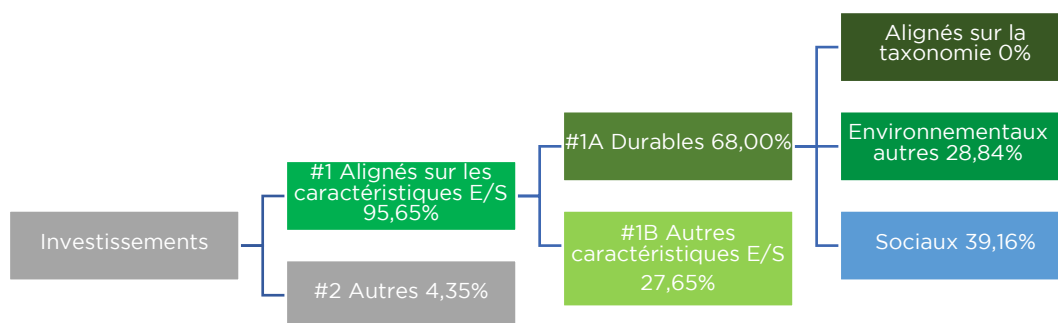 Investissements
#1 Alignés sur les
caractéristiques E/S
95,65%
#2 Autres 4,35%
#1A Durables 68,00%
#1B Autres
caractéristiques E/S
27,65%
Alignés sur la
taxonomie 0%
Environnementaux
autres 28,84%
Sociaux 39,16%